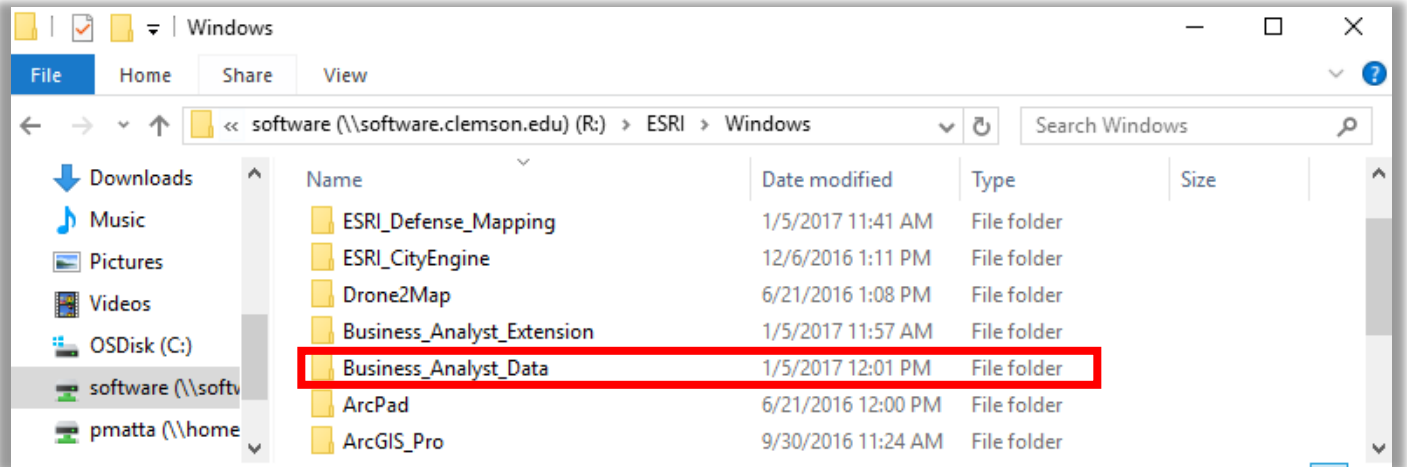 Windows
File Home Share View
« software (\\software.clemson.edu) (R:) > ESRI > Windows Search Windows
Downloads
Music
Pictures
Videos
OSDisk (C:)
software (\\softw
pmatta (\\home
Name Date modified Type Size
ESRI_Defense_Mapping 1/5/2017 11:41 AM File folder
ESRI_CityEngine 12/6/2016 1:11 PM File folder
Drone2Map 6/21/2016 1:08 PM File folder
Business_Analyst_Extension 1/5/2017 11:57 AM File folder
Business_Analyst_Data 1/5/2017 12:01 PM File folder
ArcPad 6/21/2016 12:00 PM File folder
ArcGIS_Pro 9/30/2016 11:24 AM File folder